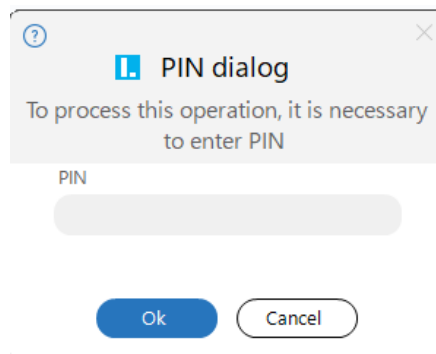 ?
I. PIN dialog
To process this operation, it is necessary
to enter PIN
PIN
Ok Cancel